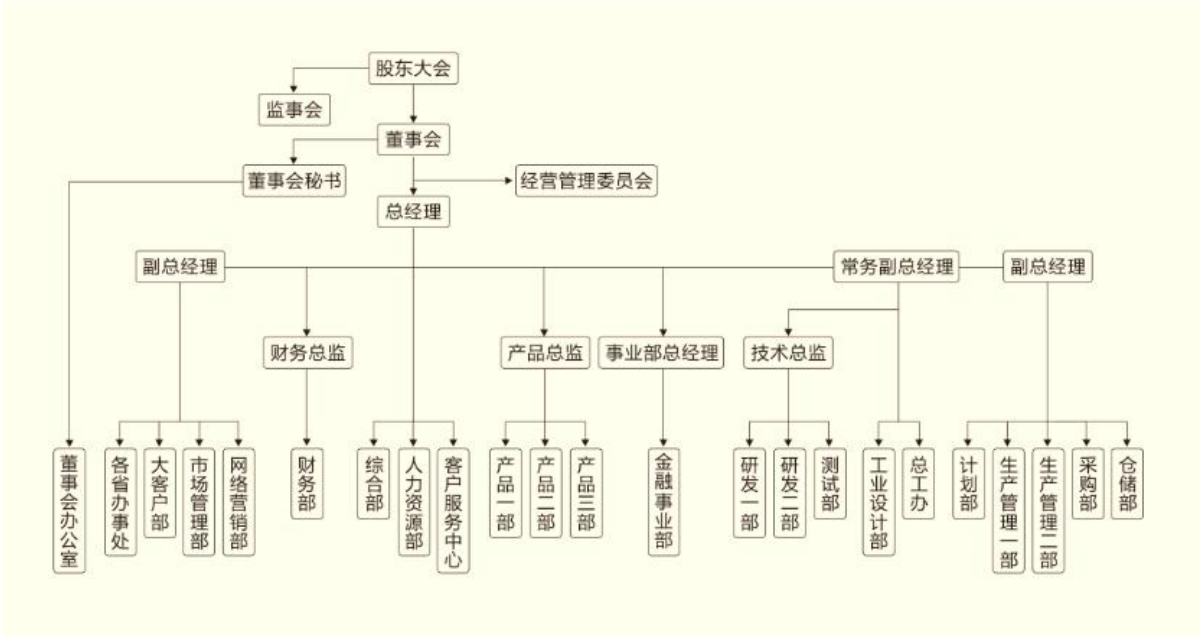 股东大会
监事会
董事会
董事会秘书
经营管理委员会
总经理
副总经理
常务副总经理
副总经理
财务总监
产品总监
事业部总经理
技术总监
董事会办公室
各省办事处
大客户部
市场管理部
网络营销部
财务部
综合部
人力资源部
客户服务中心
产品一部
产品二部
产品三部
金融事业部
研发一部
研发二部
测试部
工业设计部
总工办
计划部
生产管理一部
生产管理二部
采购部
仓储部